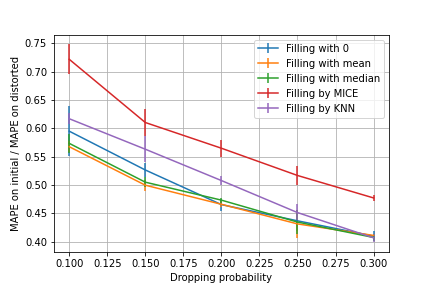 MAPE on initial / MAPE on distorted
0.75
0.70
0.65
0.60
0.55
0.50
0.45
0.40
Filling with 0
Filling with mean
Filling with median
Filling by MICE
Filling by KNN
0.100 0.125 0.150 0.175 0.200 0.225 0.250 0.275 0.300
Dropping probability